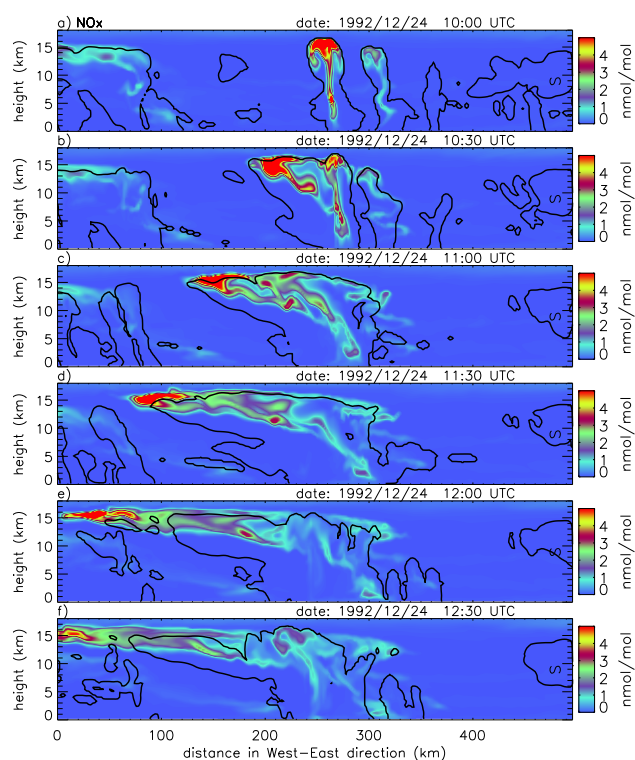 a) NOx date: 1992/12/24 10:00 UTC
height (km)
15
10
5
0
S
4
3
2
1
0
nmol/mol
b) date: 1992/12/24 10:30 UTC
height (km)
15
10
5
0
S
4
3
2
1
0
nmol/mol
c) date: 1992/12/24 11:00 UTC
height (km)
15
10
5
0
S
4
3
2
1
0
nmol/mol
d) date: 1992/12/24 11:30 UTC
height (km)
15
10
5
0
S
4
3
2
1
0
nmol/mol
e) date: 1992/12/24 12:00 UTC
height (km)
15
10
5
0
S
4
3
2
1
0
nmol/mol
f) date: 1992/12/24 12:30 UTC
height (km)
15
10
5
0
S
4
3
2
1
0
nmol/mol
0 100 200 300 400
distance in West-East direction (km)